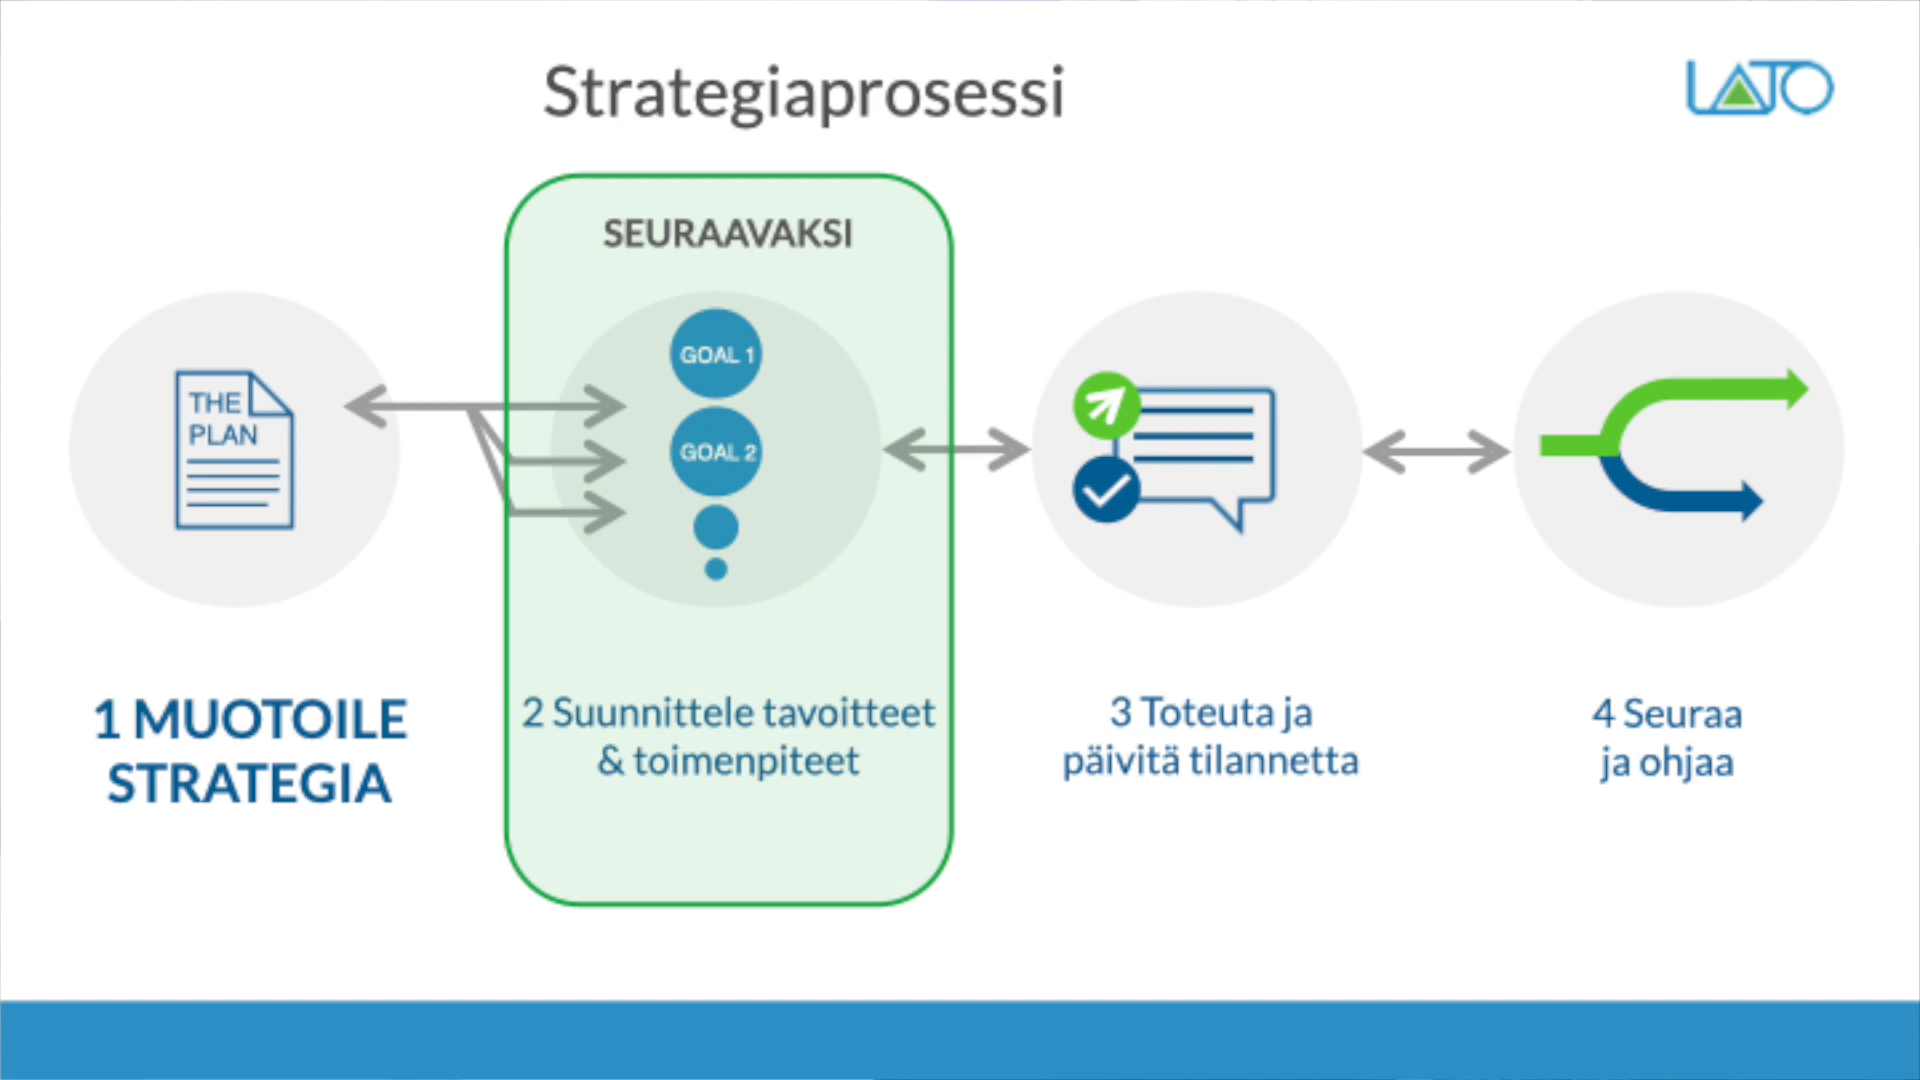 Strategiaprosessi
LATO
SEURAAVAKSI
THE
PLAN
GOAL 1
GOAL 2
1 MUOTOILE
STRATEGIA
2 Suunnittele tavoitteet
& toimenpiteet
3 Toteuta ja
päivitä tilannetta
4 Seuraa
ja ohjaa